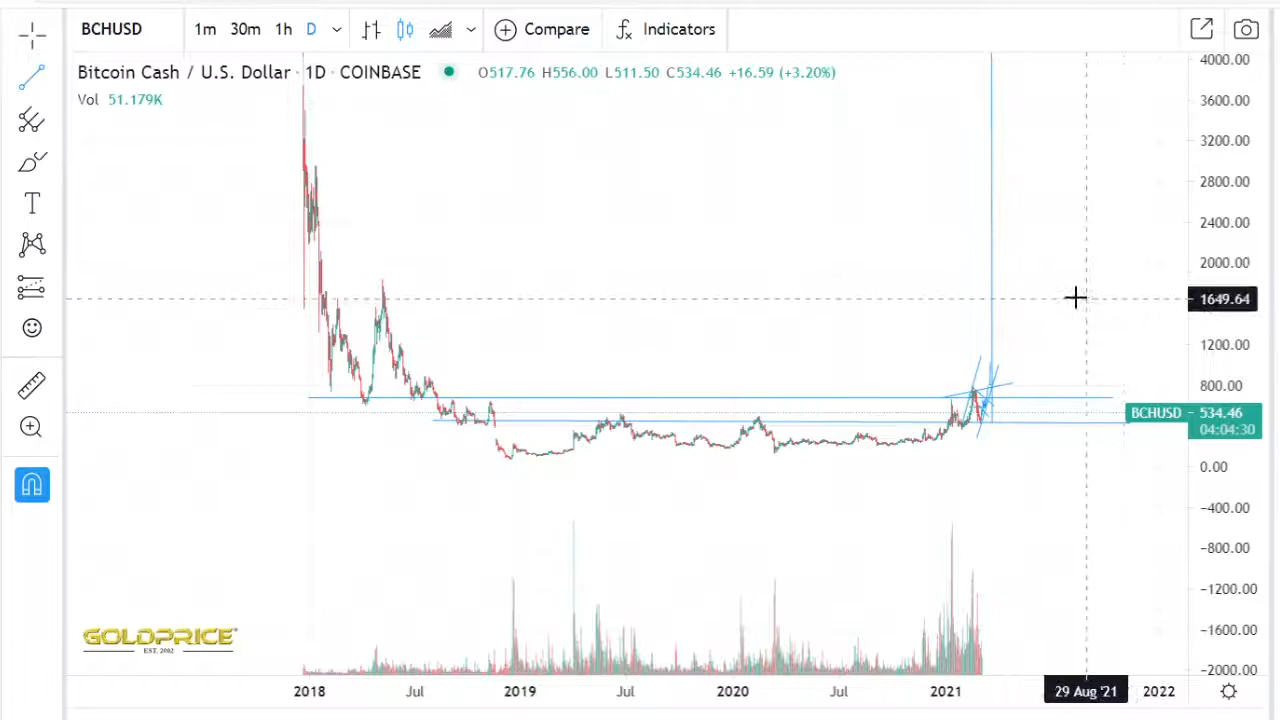 BCHUSD 1m 30m 1h D Compare Indicators
Bitcoin Cash / U.S. Dollar · 1D · COINBASE O517.76 H556.00 L511.50 C534.46 +16.59 (+3.20%)
Vol 51.179K
4000.00
3600.00
3200.00
2800.00
2400.00
2000.00
1649.64
1200.00
800.00
BCHUSD 534.46
04:04:30
0.00
−400.00
−800.00
−1200.00
−1600.00
−2000.00
GOLDPRICE
EST. 2002
2018 Jul 2019 Jul 2020 Jul 2021 29 Aug '21 2022